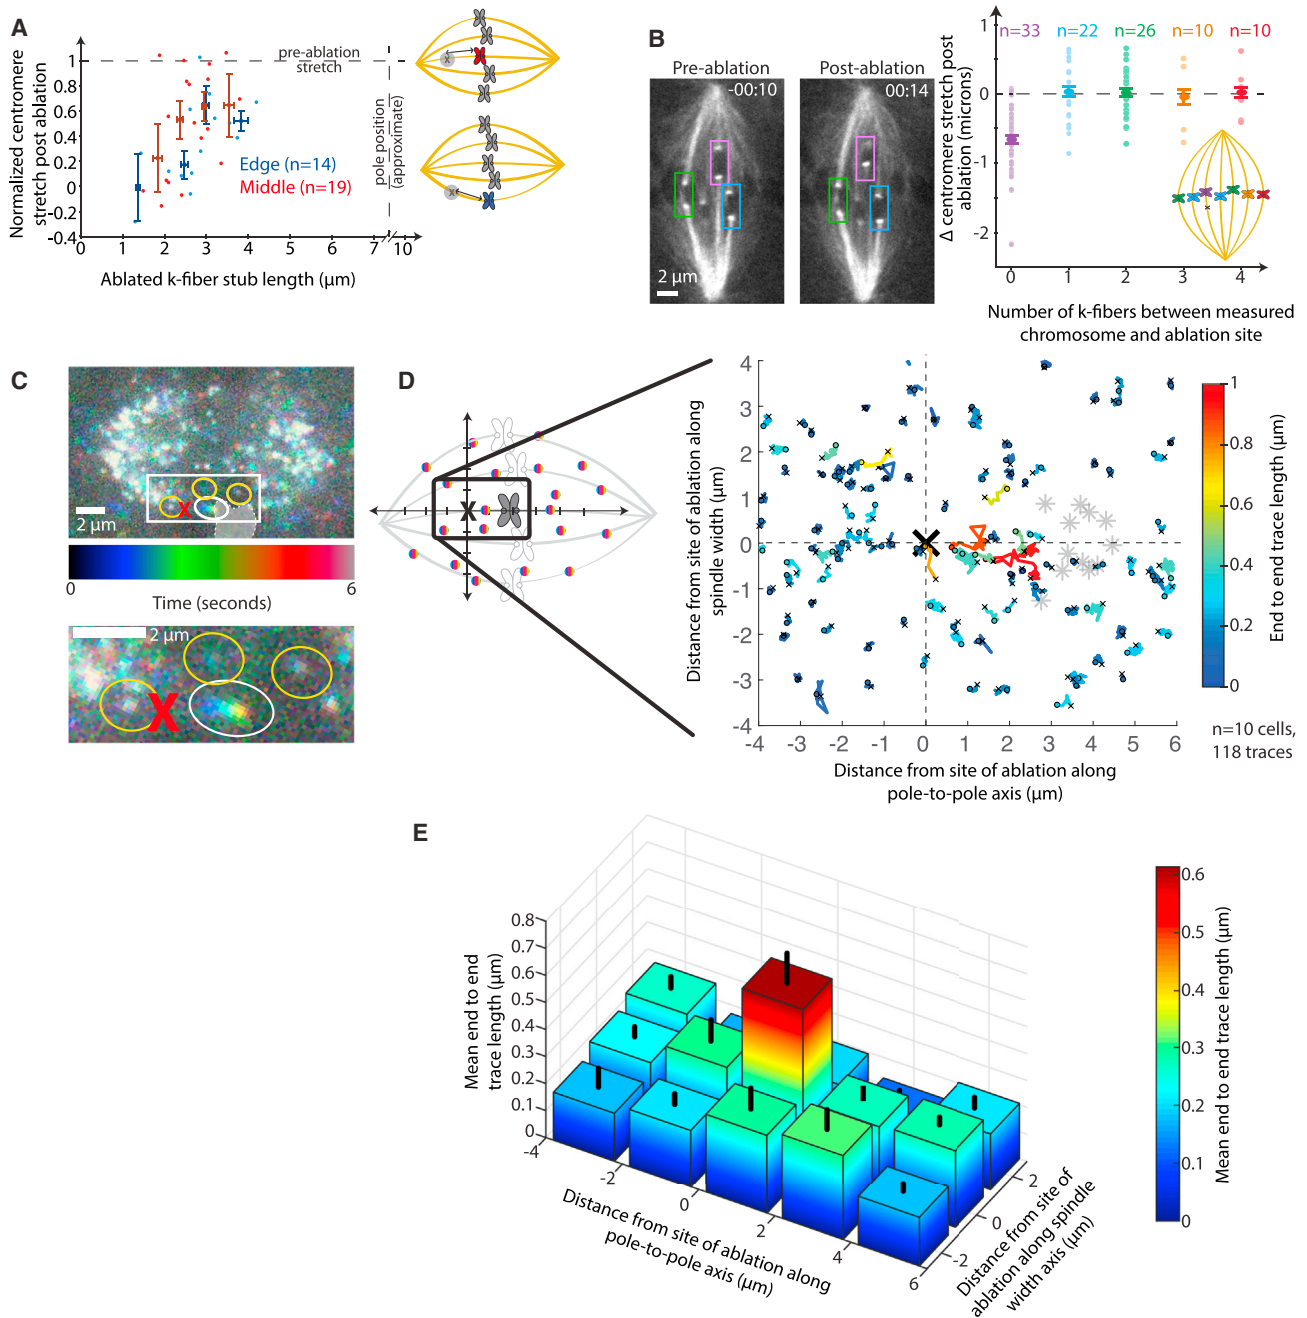 A
Normalized centromere
stretch post ablation
1
0.8
0.6
0.4
0.2
0
-0.2
-0.4
0 1 2 3 4 5 6 7 10
Ablated k-fiber stub length (μm)
pre-ablation
stretch
pole position
(approximate)
Edge (n=14)
Middle (n=19)
x
x
B
Pre-ablation
-00:10
2 μm
Post-ablation
00:14
Δ centromere stretch post
ablation (microns)
1
0
-1
-2
n=33 n=22 n=26 n=10 n=10
x
0 1 2 3 4
Number of k-fibers between measured
chromosome and ablation site
C
X
2 μm
0 6
Time (seconds)
2 μm
X
D
X
Distance from site of ablation along
spindle width (μm)
4
3
2
1
0
-1
-2
-3
-4
-4 -3 -2 -1 0 1 2 3 4 5 6
Distance from site of ablation along
pole-to-pole axis (μm)
1
0.8
0.6
0.4
0.2
0
End to end trace length (μm)
n=10 cells,
118 traces
E
Mean end to end
trace length (μm)
0.8
0.7
0.6
0.5
0.4
0.3
0.2
0.1
0
-4
-2
0
2
4
6
Distance from site of ablation along
pole-to-pole axis (μm)
-2
0
2
Distance from site of
ablation along spindle
width axis (μm)
0.6
0.5
0.4
0.3
0.2
0.1
0
Mean end to end trace length (μm)